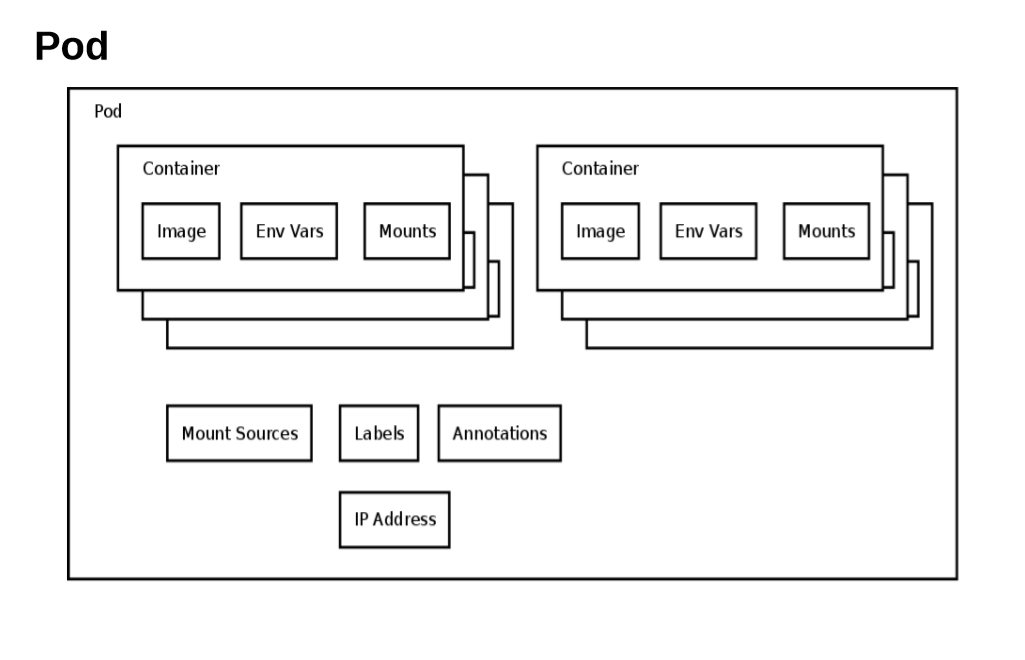 Pod
Pod
Container
Container
Image Env Vars Mounts
Image Env Vars Mounts
Mount Sources Labels Annotations
IP Address